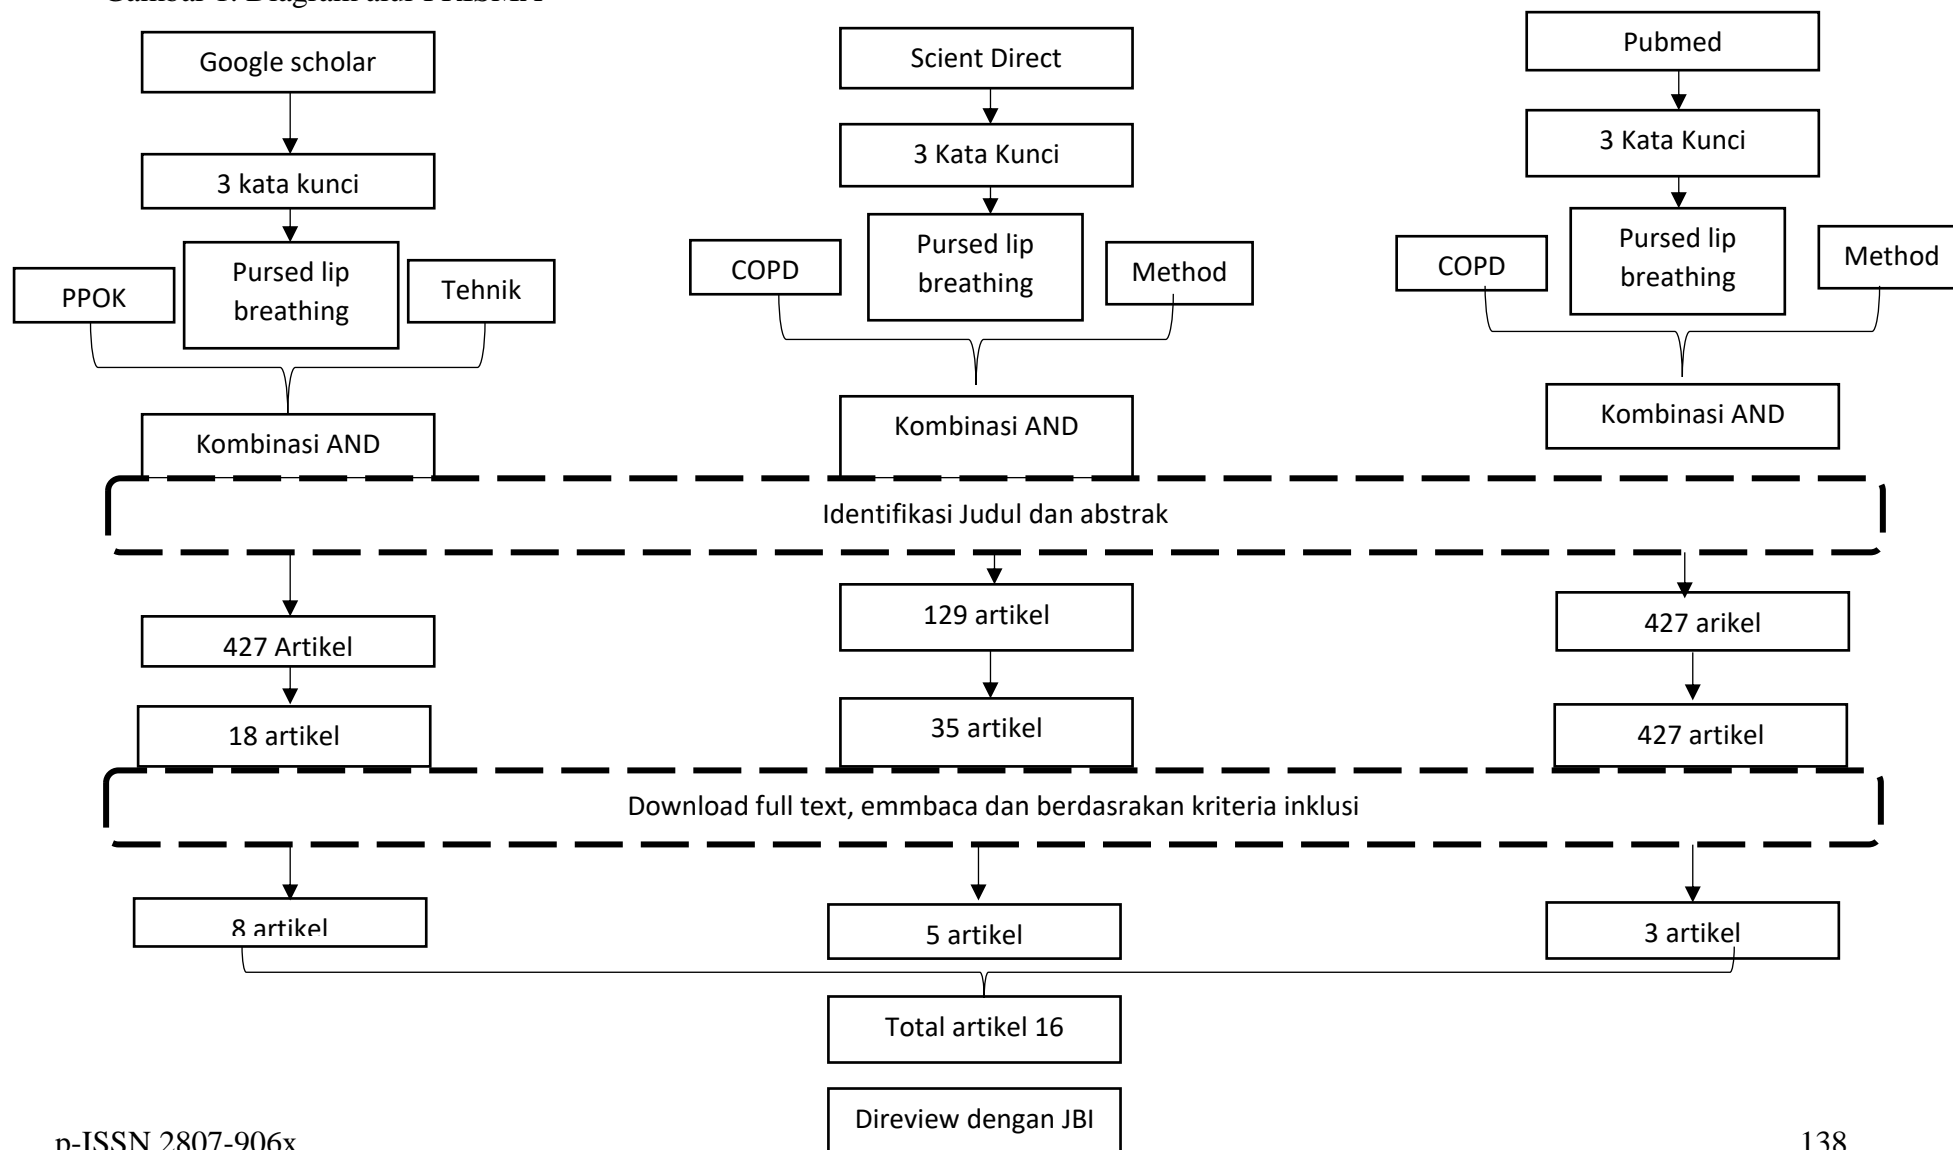 Gambar 1. Diagram alur PRISMA
Google scholar
Scient Direct
Pubmed
3 kata kunci
3 Kata Kunci
3 Kata Kunci
PPOK
Pursed lip
breathing
Tehnik
COPD
Pursed lip
breathing
Method
COPD
Pursed lip
breathing
Method
Kombinasi AND
Kombinasi AND
Kombinasi AND
Identifikasi Judul dan abstrak
427 Artikel
129 artikel
427 arikel
18 artikel
35 artikel
427 artikel
Download full text, emmbaca dan berdasrakan kriteria inklusi
8 artikel
5 artikel
3 artikel
Total artikel 16
Direview dengan JBI
p-ISSN 2807-906x
138